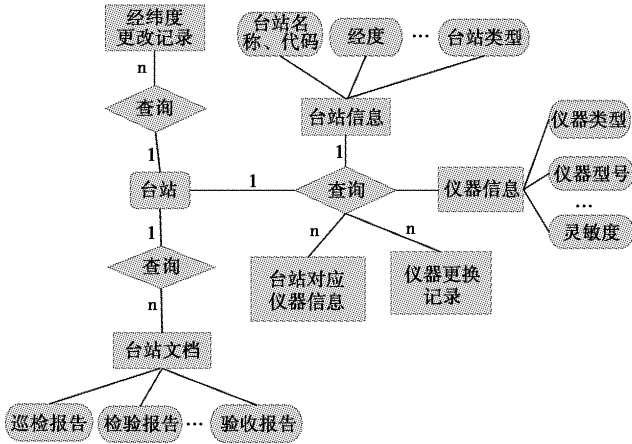 经纬度
更改记录
n
查询
1
台站
1
查询
n
台站文档
巡检报告
检验报告
…
验收报告
台站名
称、代码
经度
…
台站类型
台站信息
1
1
查询
n
n
台站对应
仪器信息
仪器更换
记录
仪器信息
仪器类型
仪器型号
…
灵敏度